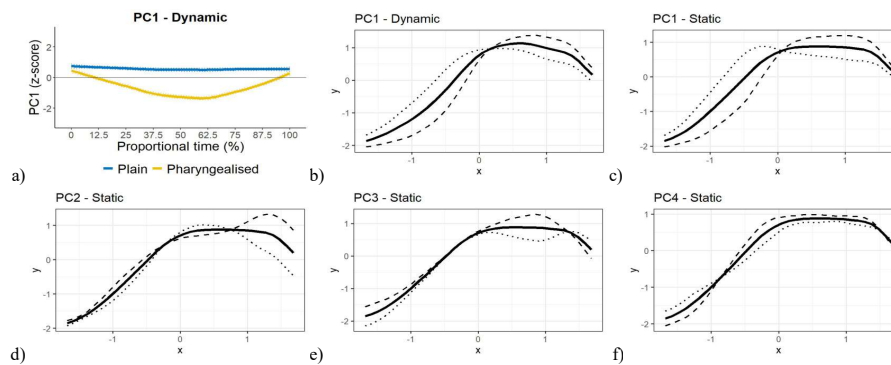 PC1 - Dynamic
PC1 (z-score)
2
0
-2
0 12.5 25 37.5 50 62.5 75 87.5 100
Proportional time (%)
Plain Pharyngealised
a)
PC1 - Dynamic
y
1
0
-1
-2
-1 0 1
x
b)
PC1 - Static
y
1
0
-1
-2
-1 0 1
x
c)
PC2 - Static
y
1
0
-1
-2
-1 0 1
x
d)
PC3 - Static
y
1
0
-1
-2
-1 0 1
x
e)
PC4 - Static
y
1
0
-1
-2
-1 0 1
x
f)